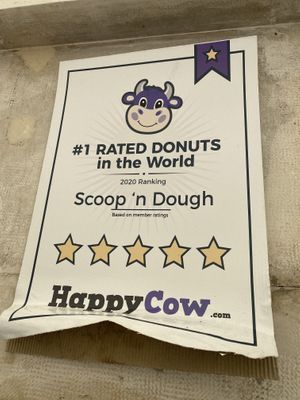 #1 RATED DONUTS
in the World
2020 Ranking
Scoop 'n Dough
Based on member ratings
HappyCow.com